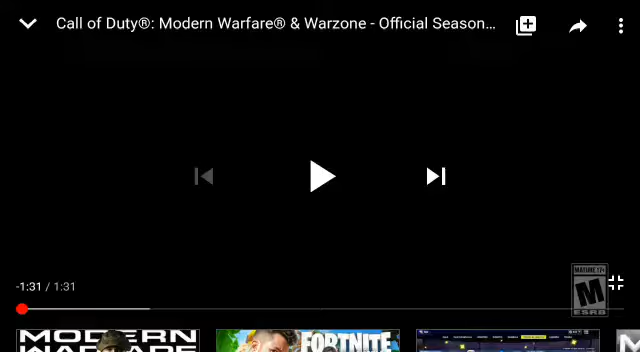 Call of Duty®: Modern Warfare® & Warzone - Official Season...
-1:31 / 1:31
MATURE 17+
M
ESRB
MODERN
WARFARE
FORTNITE